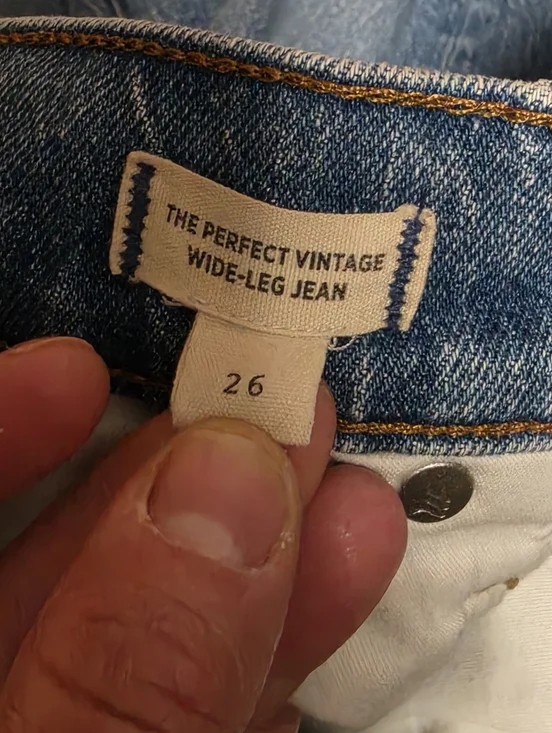 THE PERFECT VINTAGE
WIDE-LEG JEAN
26